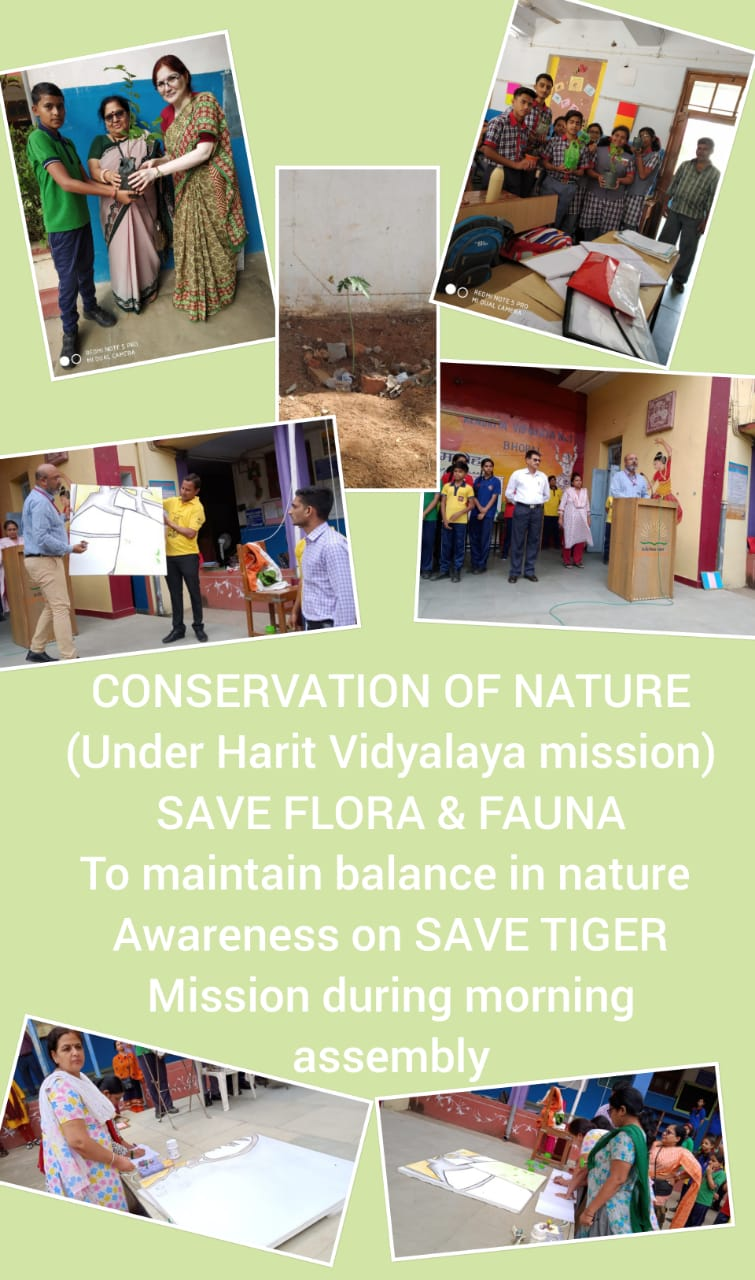 REDMI NOTE 5 PRO
MI DUAL CAMERA
REDMI NOTE 5 PRO
MI DUAL CAMERA
BHOPAL
CONSERVATION OF NATURE
(Under Harit Vidyalaya mission)
SAVE FLORA & FAUNA
To maintain balance in nature
Awareness on SAVE TIGER
Mission during morning
assembly